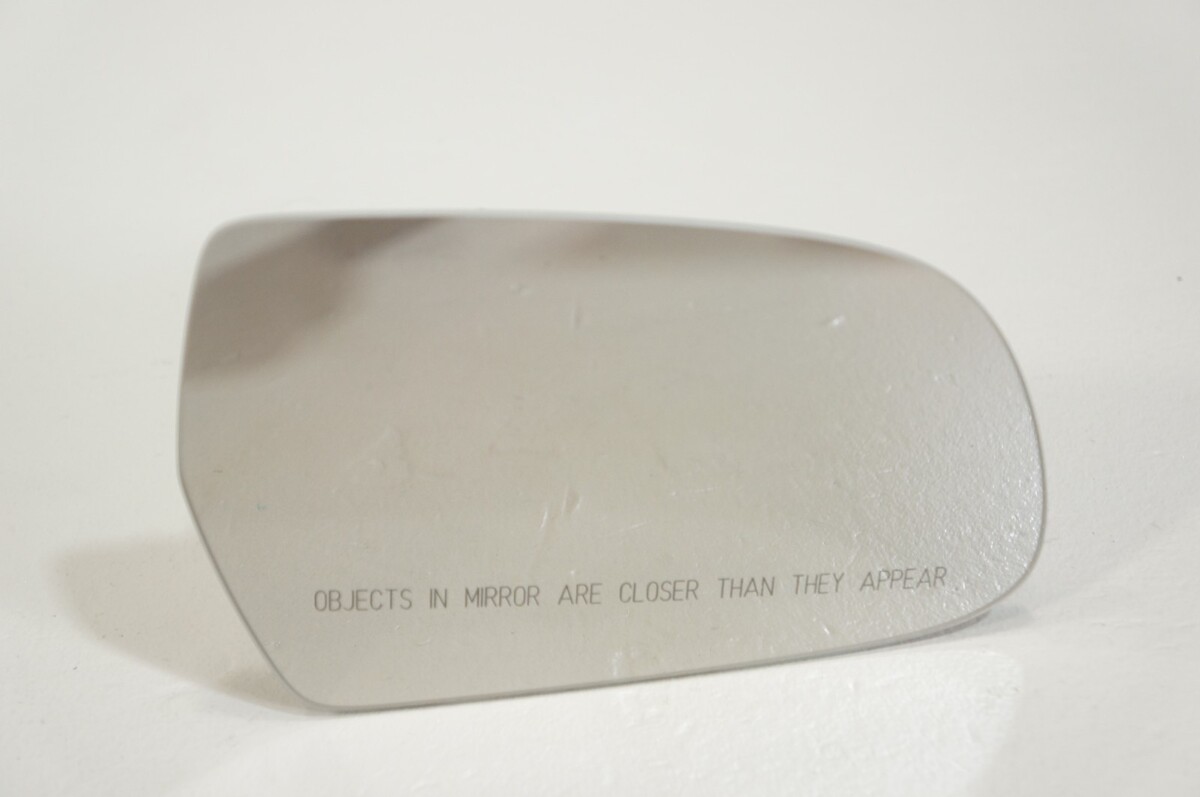 OBJECTS IN MIRROR ARE CLOSER THAN THEY APPEAR